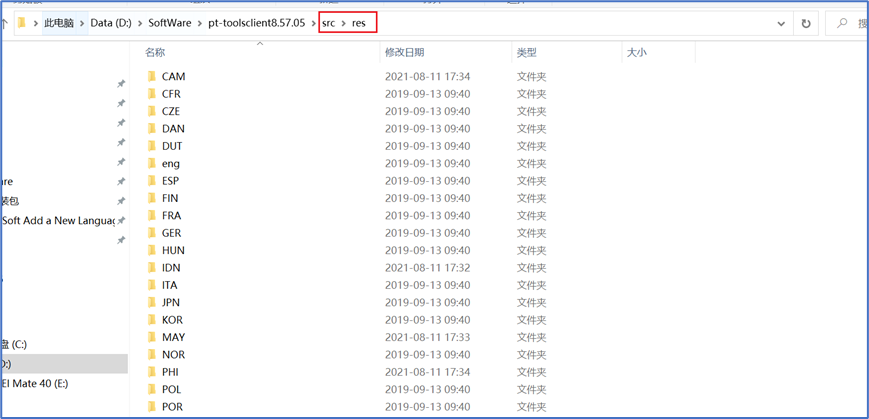 此电脑 > Data (D:) > SoftWare > pt-toolsclient8.57.05 > src > res
名称 修改日期 类型 大小
CAM 2021-08-11 17:34 文件夹
CFR 2019-09-13 09:40 文件夹
CZE 2019-09-13 09:40 文件夹
DAN 2019-09-13 09:40 文件夹
DUT 2019-09-13 09:40 文件夹
eng 2019-09-13 09:40 文件夹
ESP 2019-09-13 09:40 文件夹
FIN 2019-09-13 09:40 文件夹
FRA 2019-09-13 09:40 文件夹
GER 2019-09-13 09:40 文件夹
HUN 2019-09-13 09:40 文件夹
IDN 2021-08-11 17:32 文件夹
ITA 2019-09-13 09:40 文件夹
JPN 2019-09-13 09:40 文件夹
KOR 2019-09-13 09:40 文件夹
MAY 2021-08-11 17:33 文件夹
NOR 2019-09-13 09:40 文件夹
PHI 2021-08-11 17:34 文件夹
POL 2019-09-13 09:40 文件夹
POR 2019-09-13 09:40 文件夹
are
装包
Soft Add a New Languag
盘 (C:)
D:)
EI Mate 40 (E:)